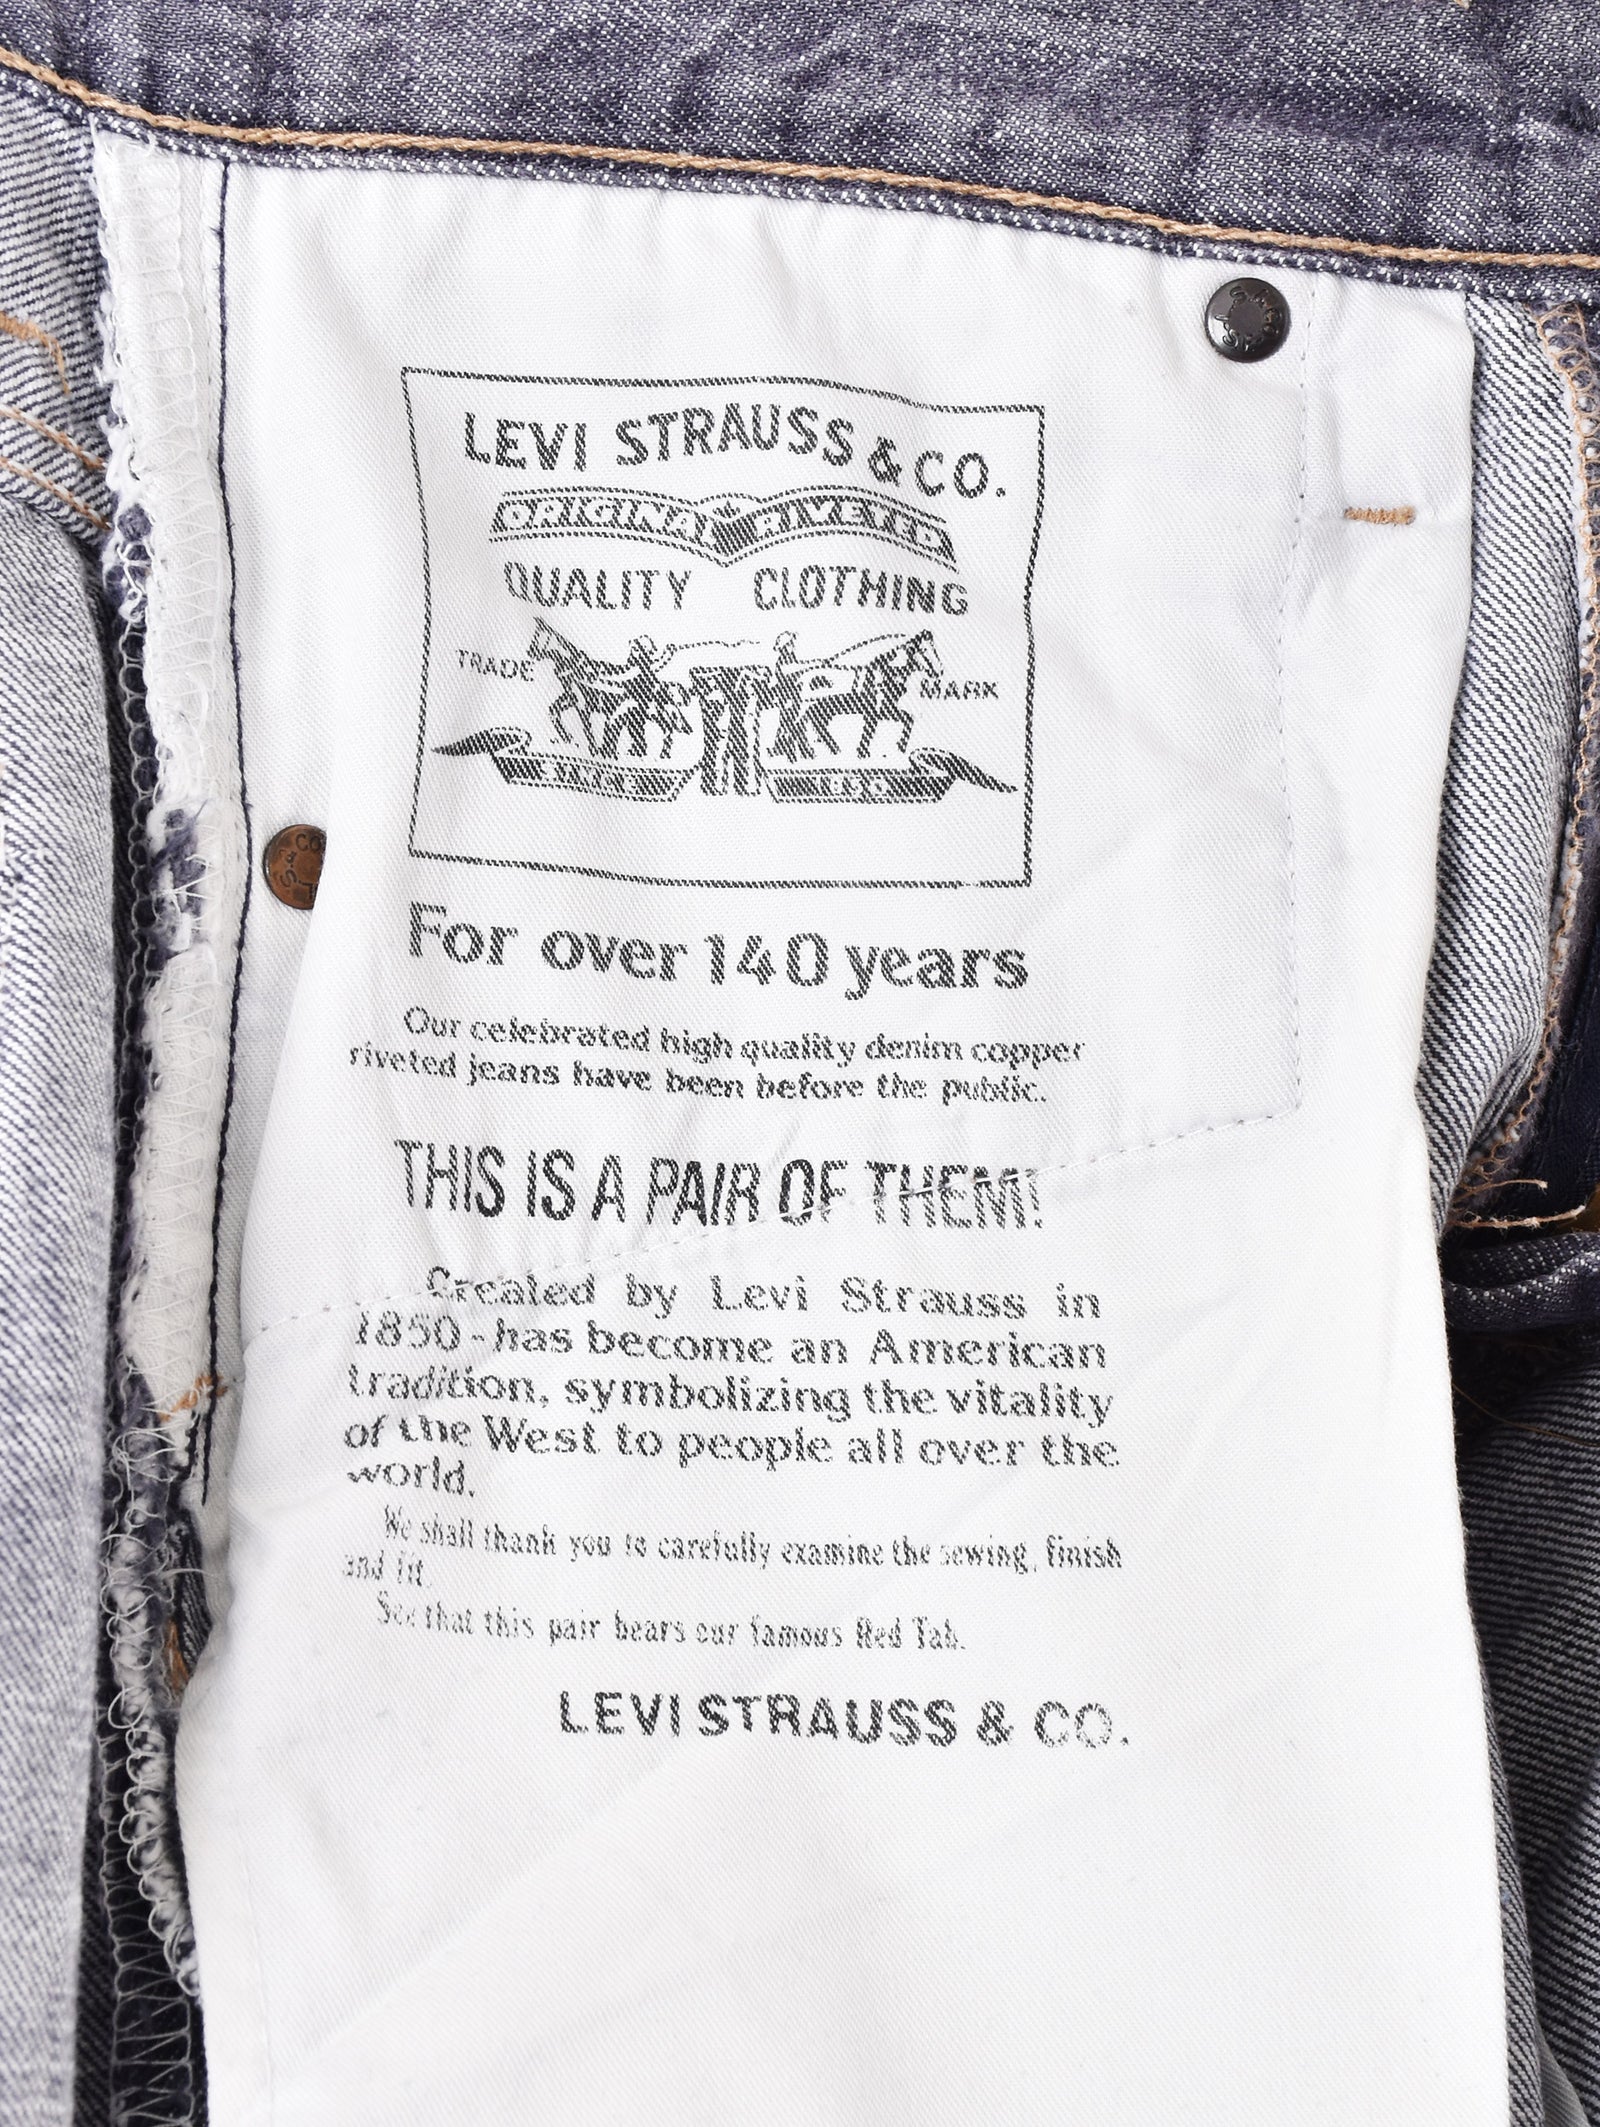 LEVI STRAUSS & CO.
ORIGINAL RIVETED
QUALITY CLOTHING
TRADE MARK
SINCE 1850
For over 140 years
Our celebrated high quality denim copper
riveted jeans have been before the public.
THIS IS A PAIR OF THEM!
Created by Levi Strauss in
1850-has become an American
tradition, symbolizing the vitality
of the West to people all over the
world.
We shall thank you to carefully examine the sewing, finish
and fit.
See that this pair bears our famous Red Tab.
LEVI STRAUSS & CO.